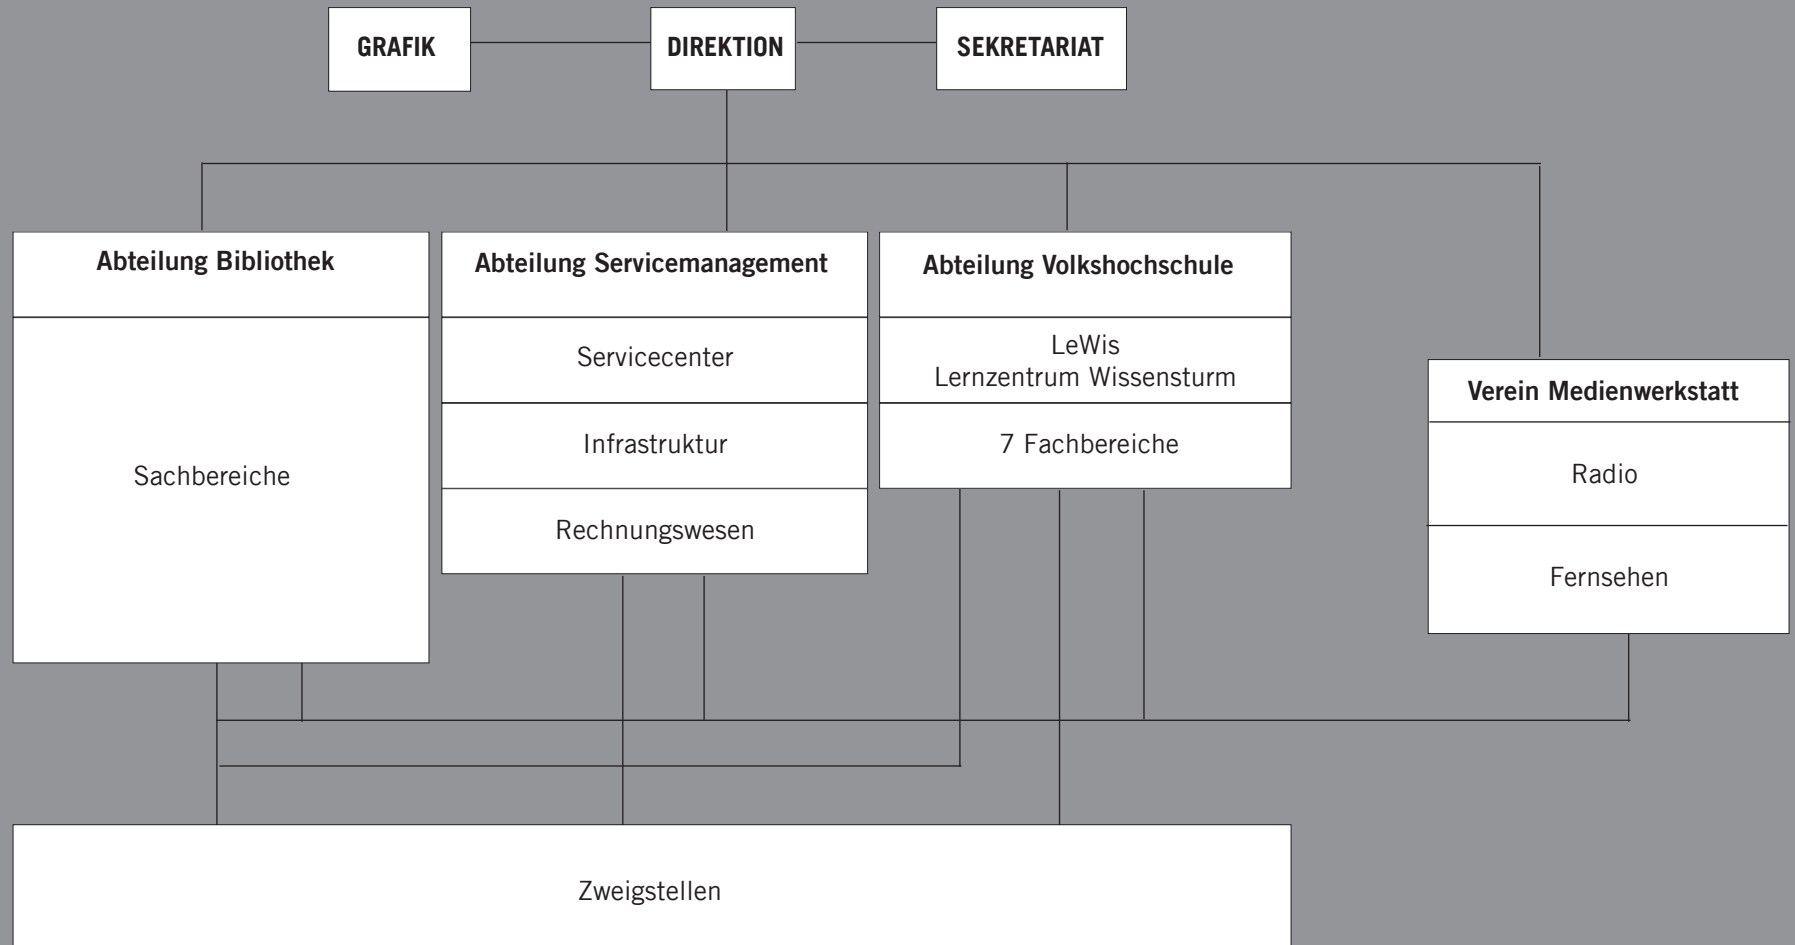 GRAFIK
DIREKTION
SEKRETARIAT
Abteilung Bibliothek
Sachbereiche
Abteilung Servicemanagement
Servicecenter
Infrastruktur
Rechnungswesen
Abteilung Volkshochschule
LeWis
Lernzentrum Wissensturm
7 Fachbereiche
Verein Medienwerkstatt
Radio
Fernsehen
Zweigstellen